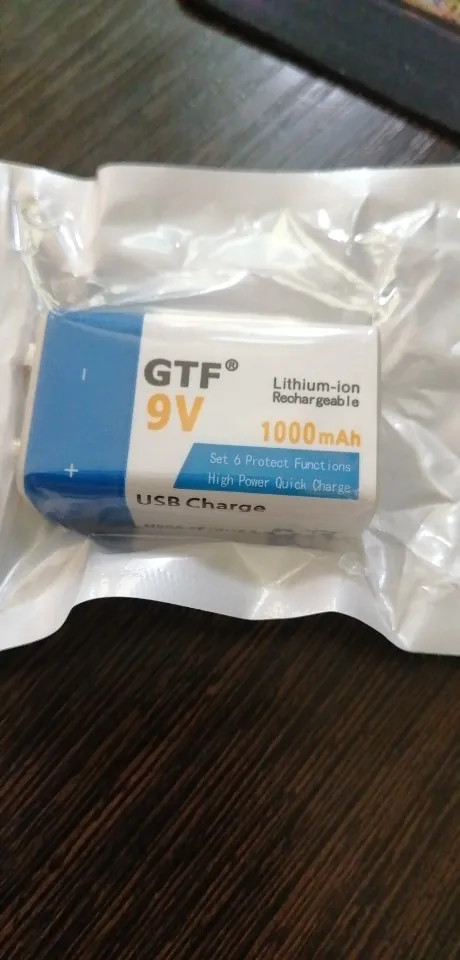 GTF®
9V
Lithium-ion
Rechargeable
1000mAh
Set 6 Protect Functions
High Power Quick Charge
USB Charge
-
+